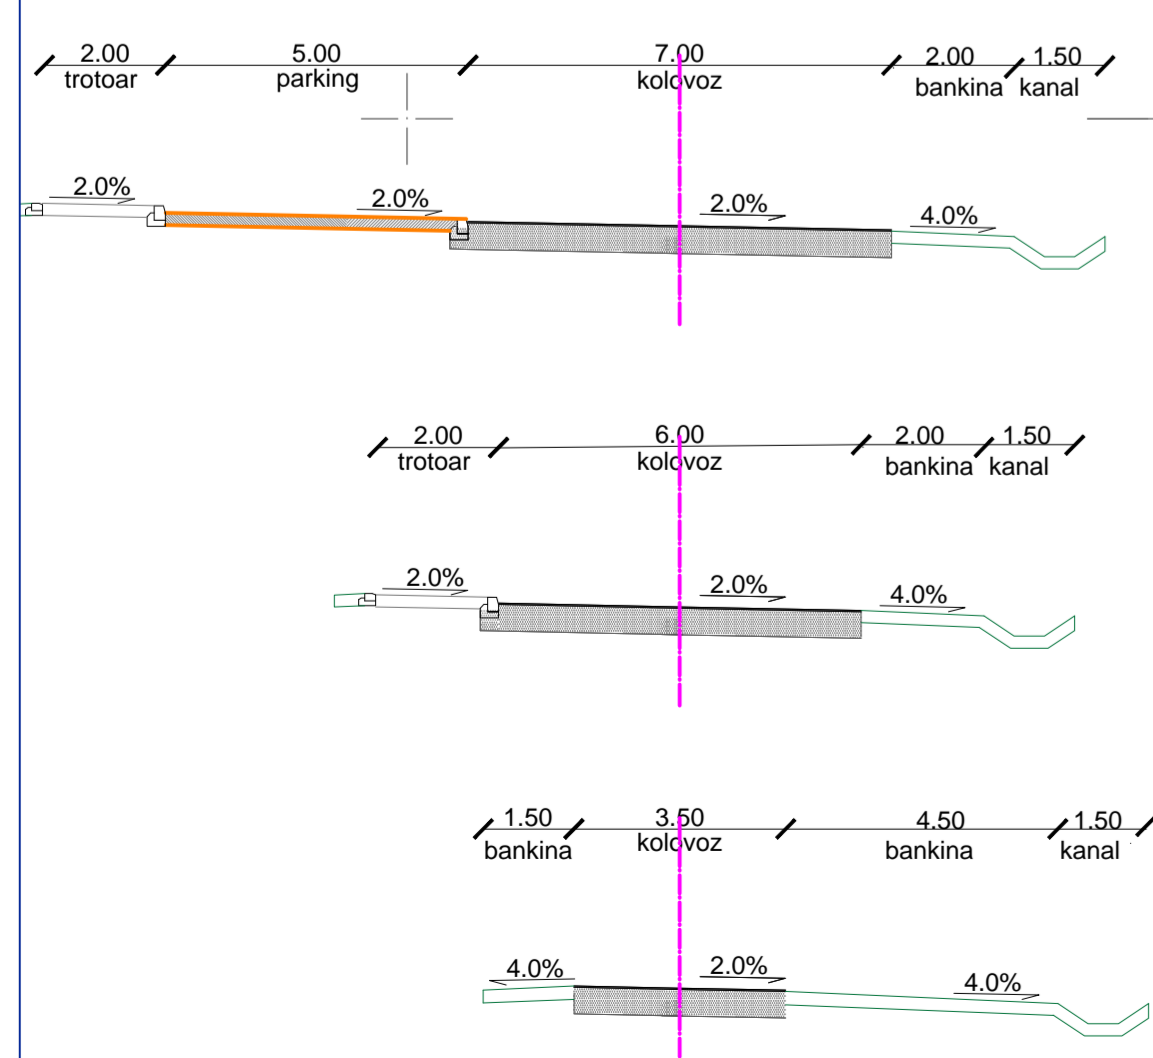 2.00 5.00 7.00 2.00 1.50
trotoar parking kolovoz bankina kanal
2.0% 2.0% 2.0% 4.0%
2.00 6.00 2.00 1.50
trotoar kolovoz bankina kanal
2.0% 2.0% 4.0%
1.50 3.50 4.50 1.50
bankina kolovoz bankina kanal
4.0% 2.0% 4.0%